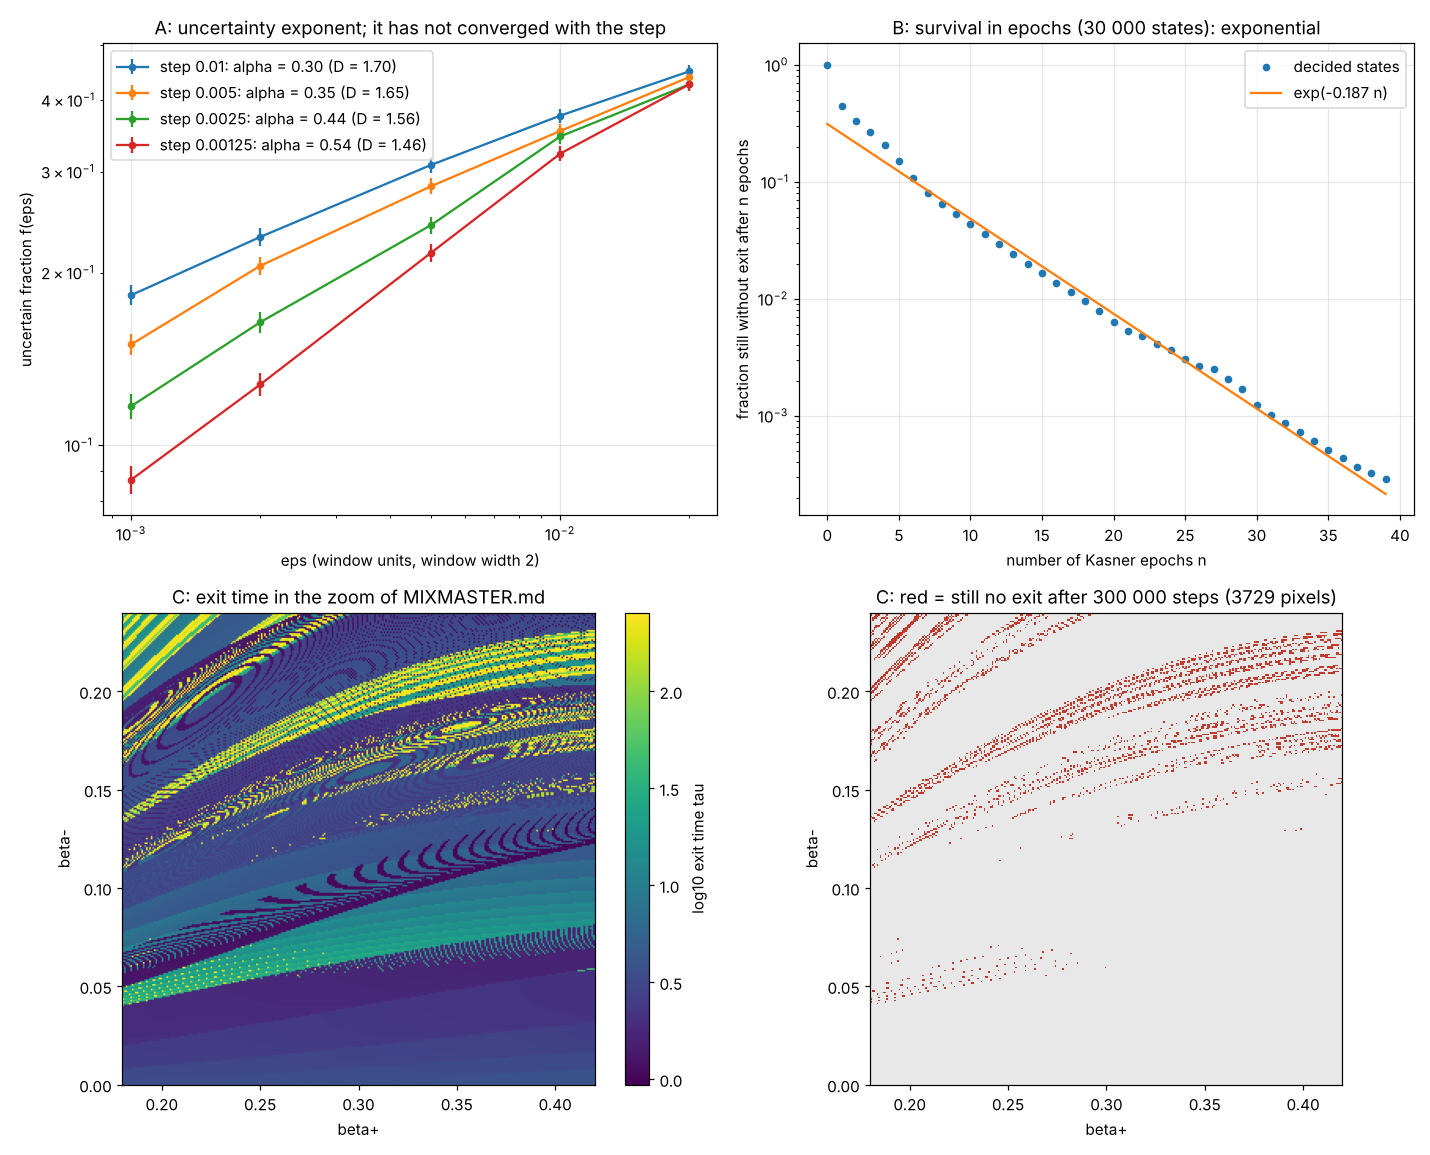 A: uncertainty exponent; it has not converged with the step
step 0.01: alpha = 0.30 (D = 1.70)
step 0.005: alpha = 0.35 (D = 1.65)
step 0.0025: alpha = 0.44 (D = 1.56)
step 0.00125: alpha = 0.54 (D = 1.46)
uncertain fraction f(eps)
4 × 10⁻¹
3 × 10⁻¹
2 × 10⁻¹
10⁻¹
10⁻³
10⁻²
eps (window units, window width 2)
B: survival in epochs (30 000 states): exponential
decided states
exp(-0.187 n)
fraction still without exit after n epochs
10⁰
10⁻¹
10⁻²
10⁻³
0 5 10 15 20 25 30 35 40
number of Kasner epochs n
C: exit time in the zoom of MIXMASTER.md
beta-
0.20
0.15
0.10
0.05
0.00
0.20 0.25 0.30 0.35 0.40
beta+
2.0
1.5
1.0
0.5
0.0
log10 exit time tau
C: red = still no exit after 300 000 steps (3729 pixels)
beta-
0.20
0.15
0.10
0.05
0.00
0.20 0.25 0.30 0.35 0.40
beta+